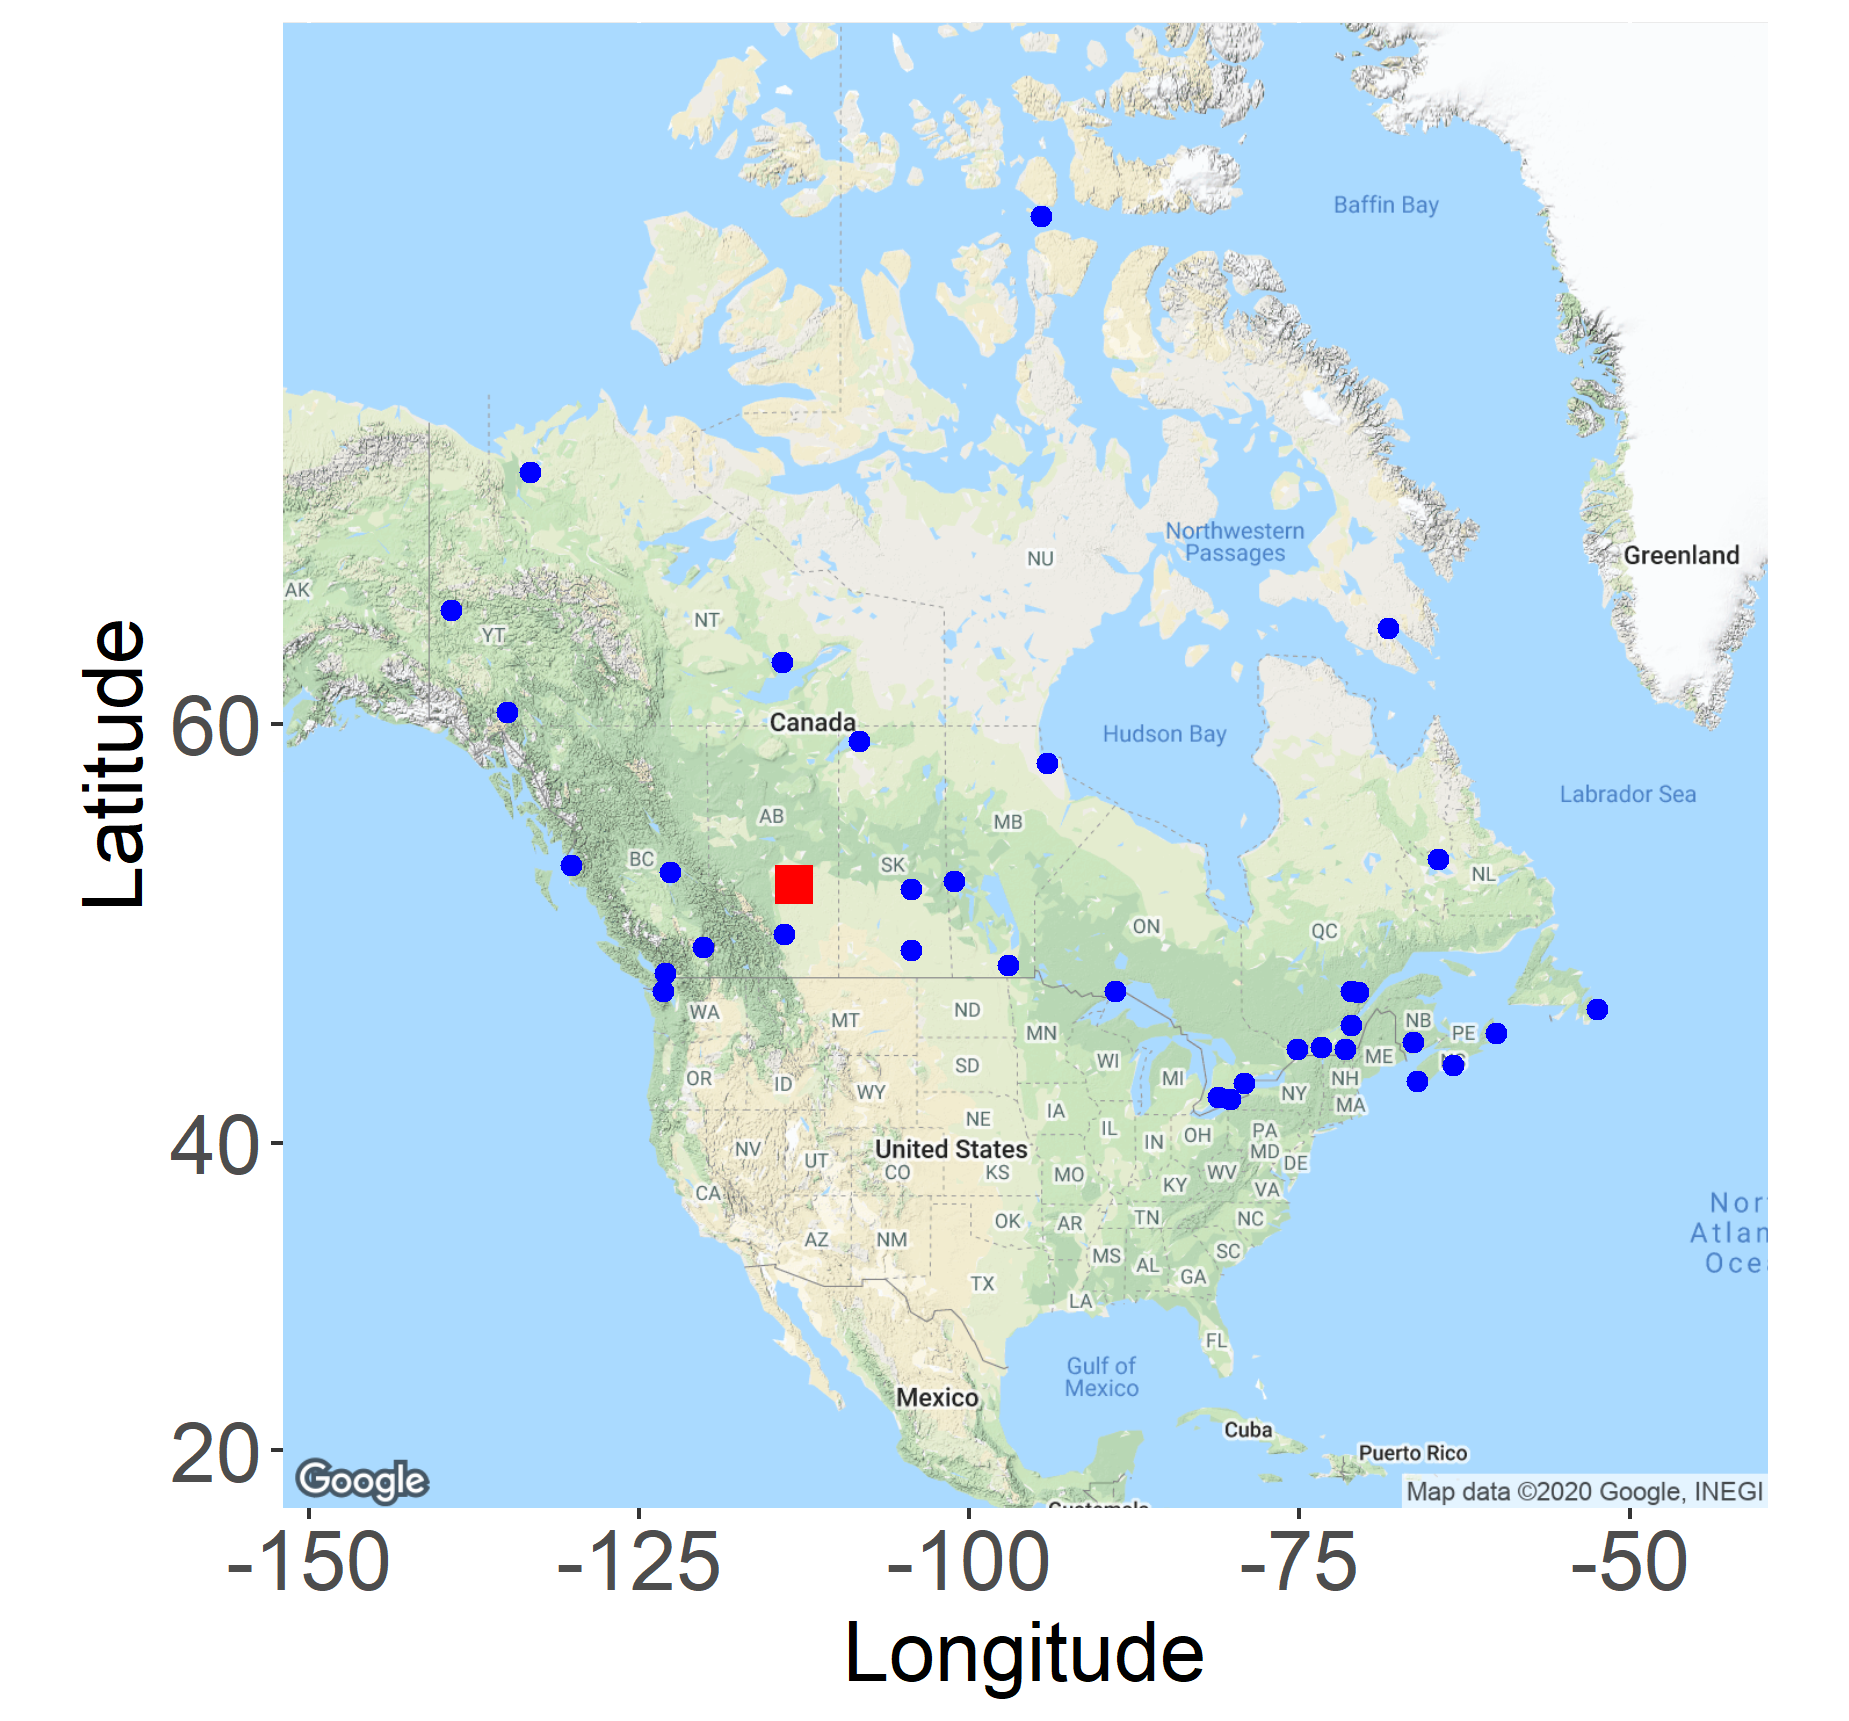 Baffin Bay
Northwestern
Passages
NU
Greenland
AK
NT
YT
Canada
Hudson Bay
Labrador Sea
AB
MB
BC
SK
NL
ON
QC
WA
MT
ND
MN
NB
PE
OR
ID
WY
SD
WI
MI
ME
NH
NY
MA
NE
IA
IL
IN
OH
PA
MD
DE
NV
UT
United States
CO
KS
MO
WV
KY
VA
CA
OK
AR
TN
NC
AZ
NM
MS
AL
SC
GA
TX
LA
FL
Nor
Atlan
Oce
Gulf of
Mexico
Mexico
Cuba
Puerto Rico
Google
Map data ©2020 Google, INEGI
60
40
20
Latitude
-150
-125
-100
-75
-50
Longitude